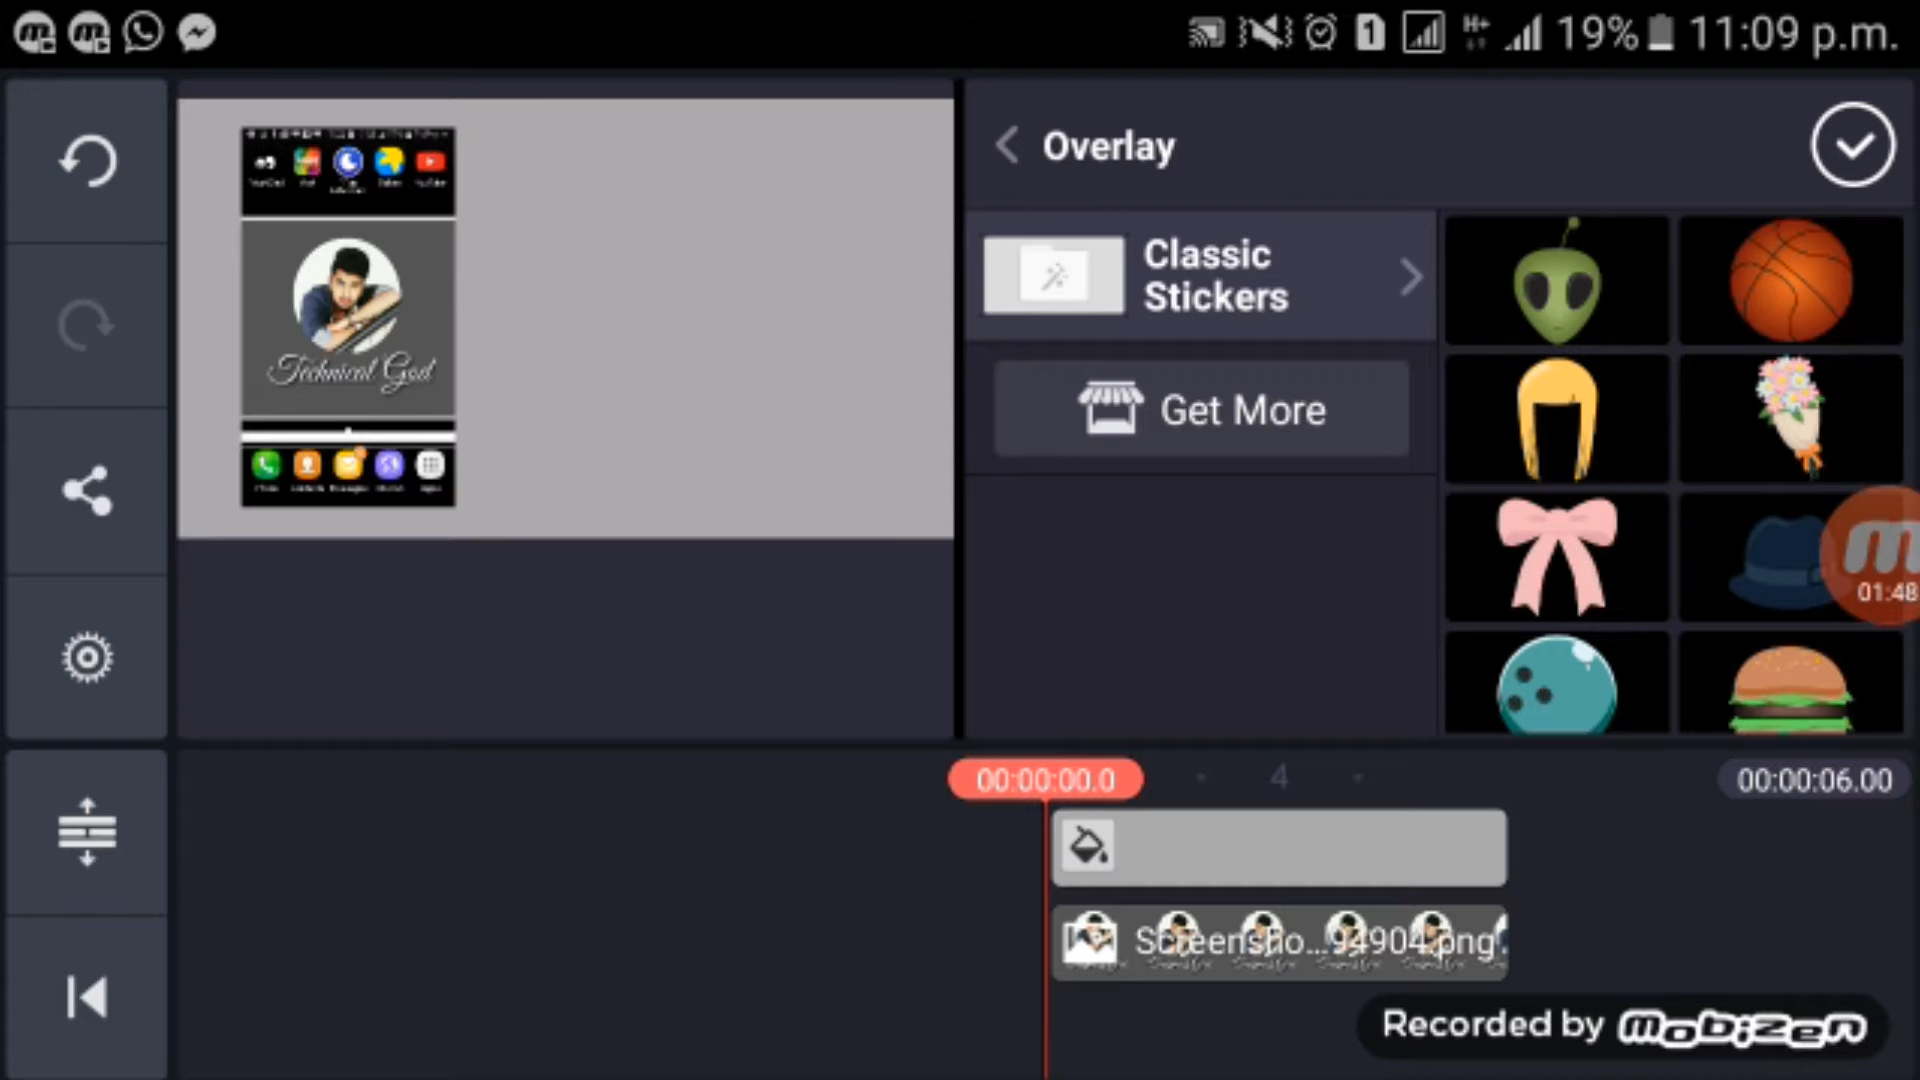 19% 11:09 p.m.
Overlay
Classic
Stickers
Get More
Technical God
01:48
00:00:00.0
4
00:00:06.00
Screensho...94904.png
Recorded by mobizen